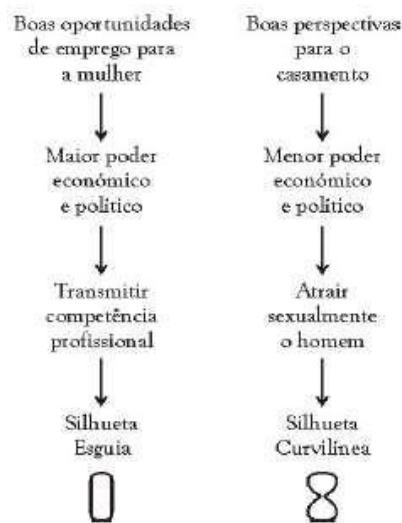 Boas oportunidades
de emprego para
a mulher
Maior poder
económico
e político
Transmitir
competência
profissional
Silhueta
Esguia
Boas perspectivas
para o
casamento
Menor poder
económico
e político
Atrair
sexualmente
o homem
Silhueta
Curvilínea